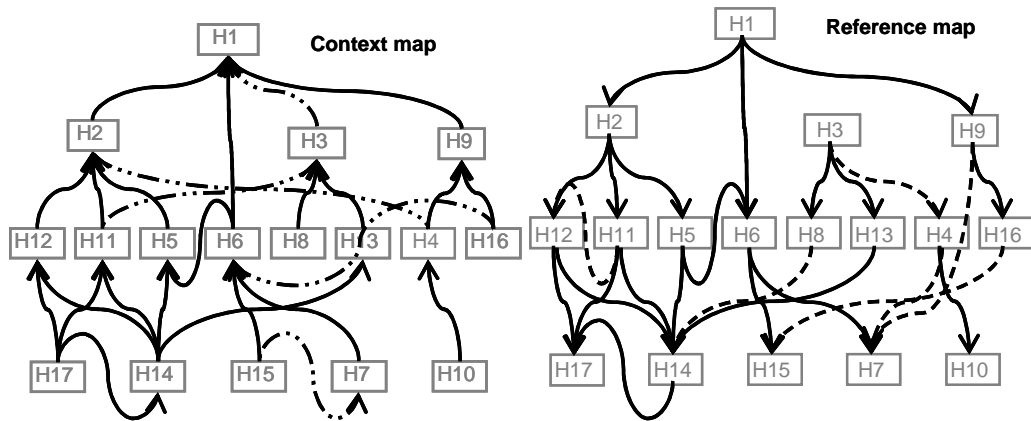 H1
Context map
H2
H3
H9
H12
H11
H5
H6
H8
H13
H4
H16
H17
H14
H15
H7
H10
H1
Reference map
H2
H3
H9
H12
H11
H5
H6
H8
H13
H4
H16
H17
H14
H15
H7
H10